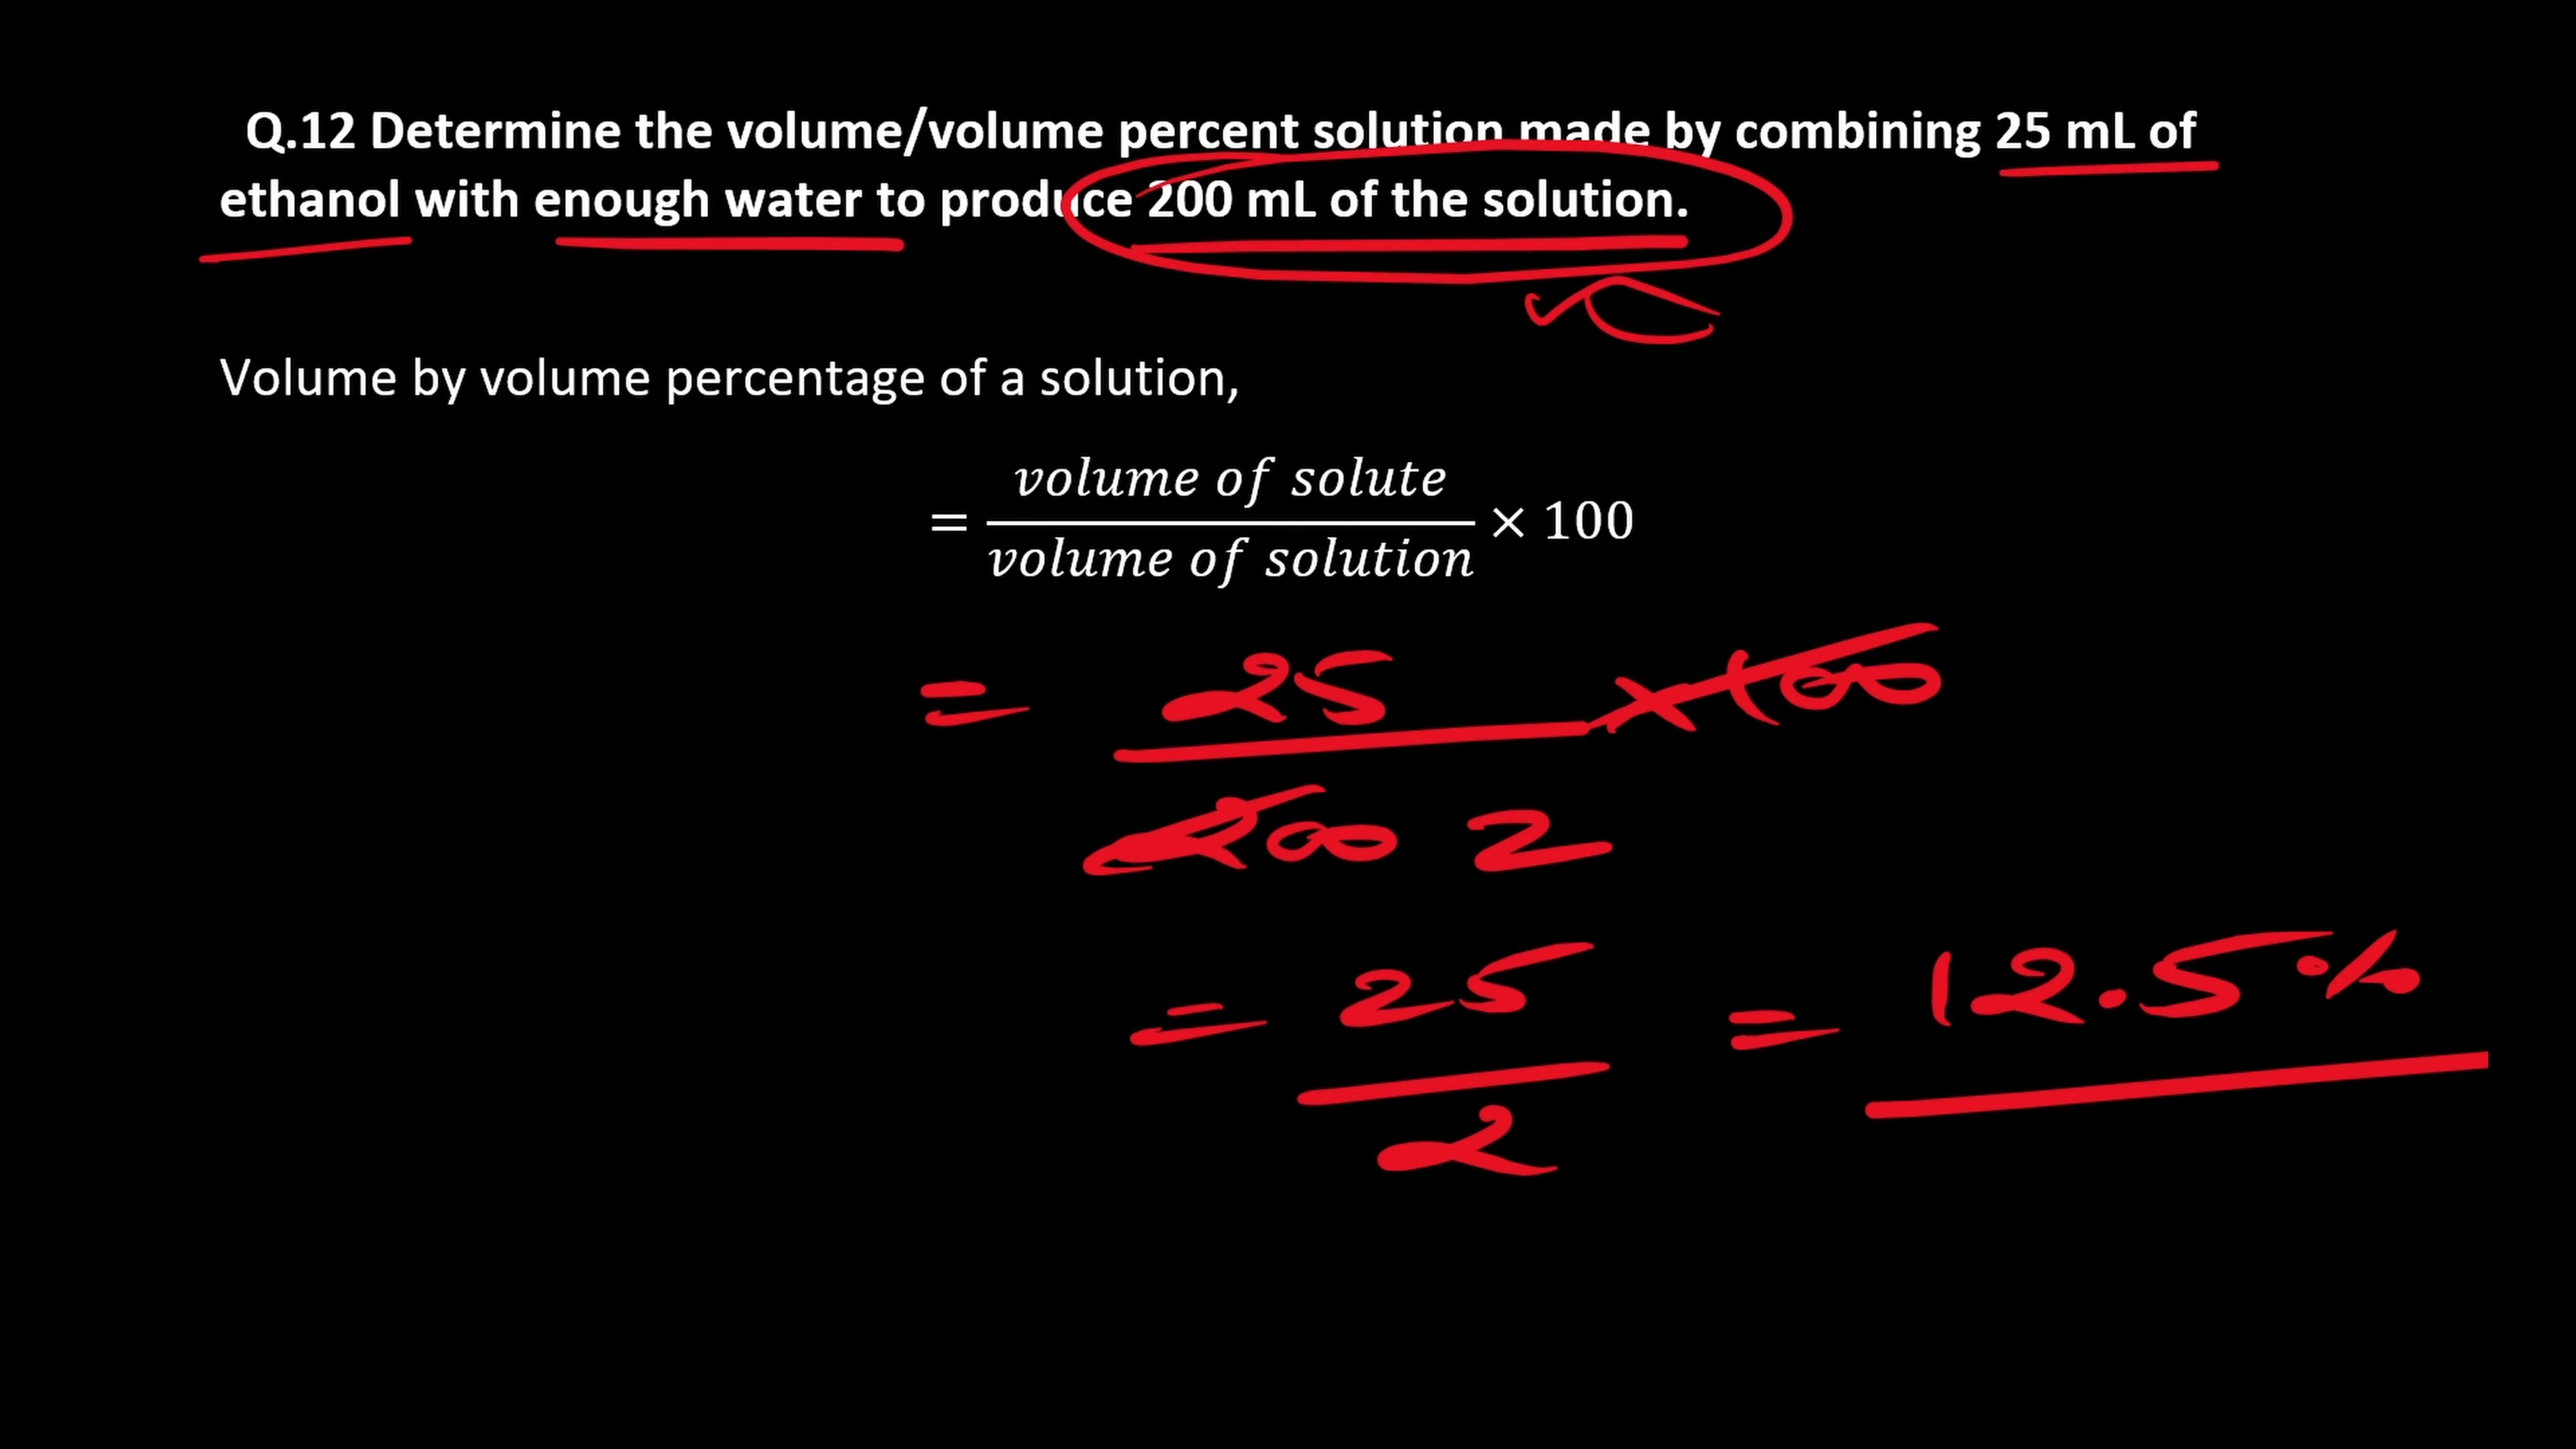 Q.12 Determine the volume/volume percent solution made by combining 25 mL of
ethanol with enough water to produce 200 mL of the solution.
Volume by volume percentage of a solution,
= volume of solute / volume of solution × 100
= 25 / 200 2 × 100
= 25 / 2 = 12.5%